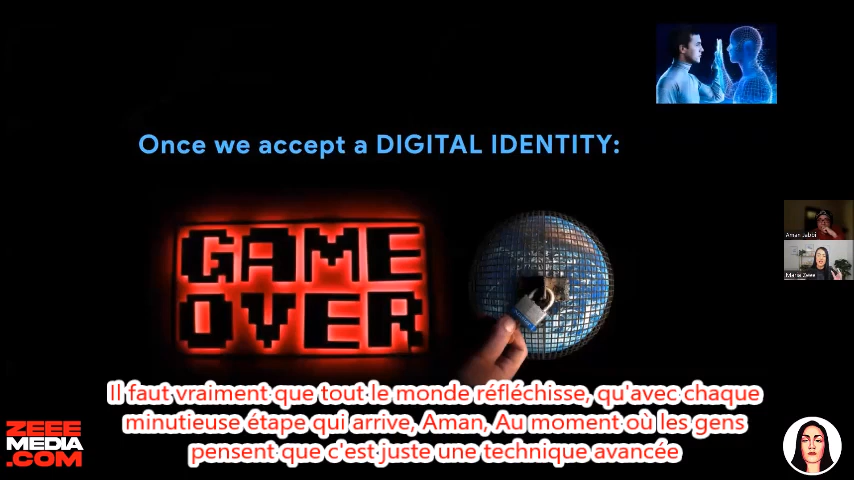 Once we accept a DIGITAL IDENTITY:
GAME
OVER
Aman Jabbi
Maria Zeee
Il faut vraiment que tout le monde réfléchisse, qu'avec chaque
minutieuse étape qui arrive, Aman, Au moment où les gens
pensent que c'est juste une technique avancée
ZEEE
MEDIA
.COM